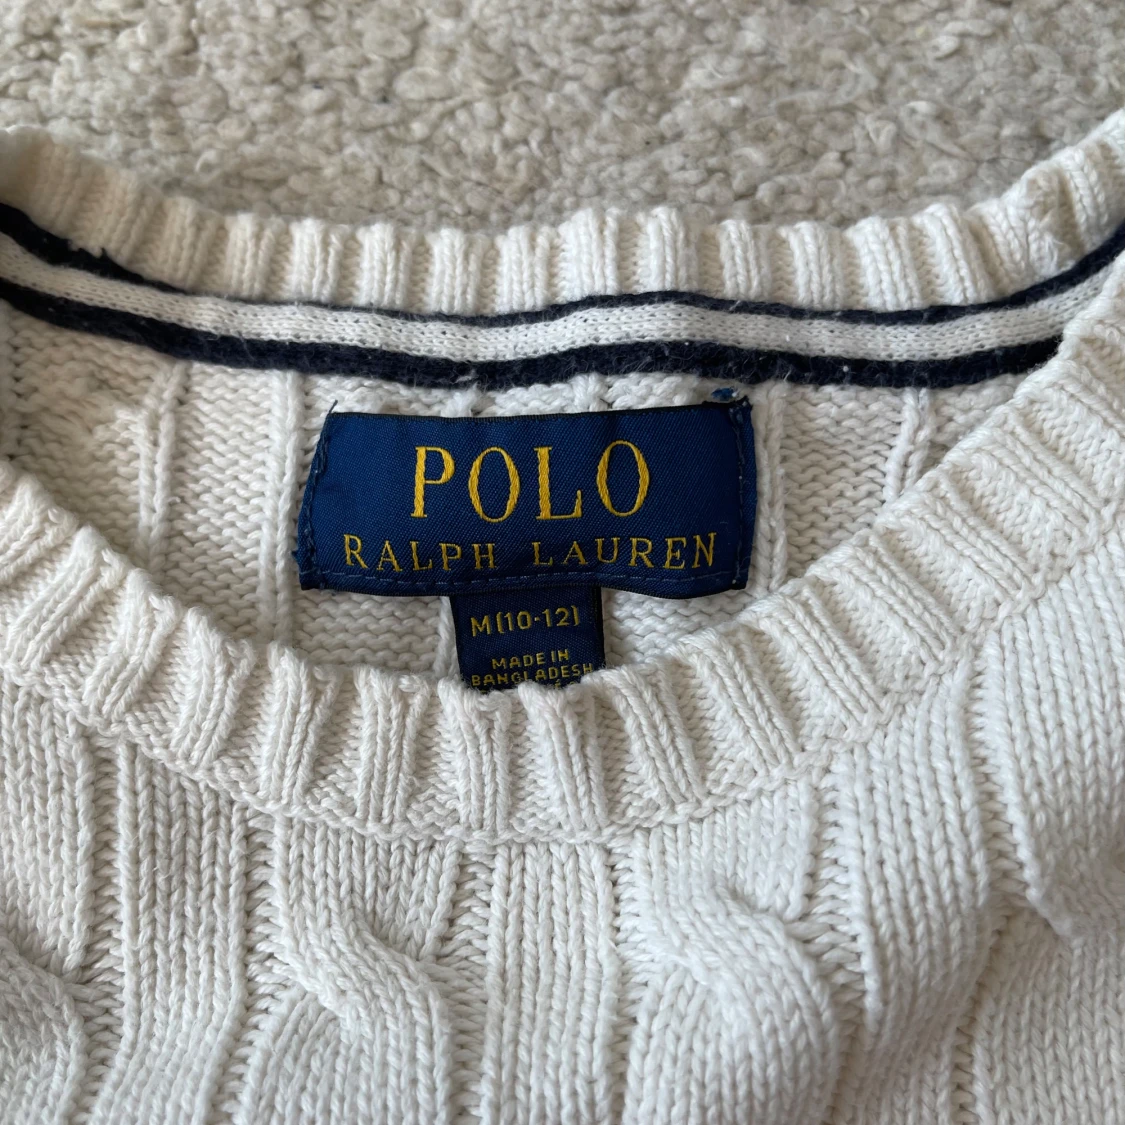 POLO
RALPH LAUREN
M(10-12)
MADE IN
BANGLADESH